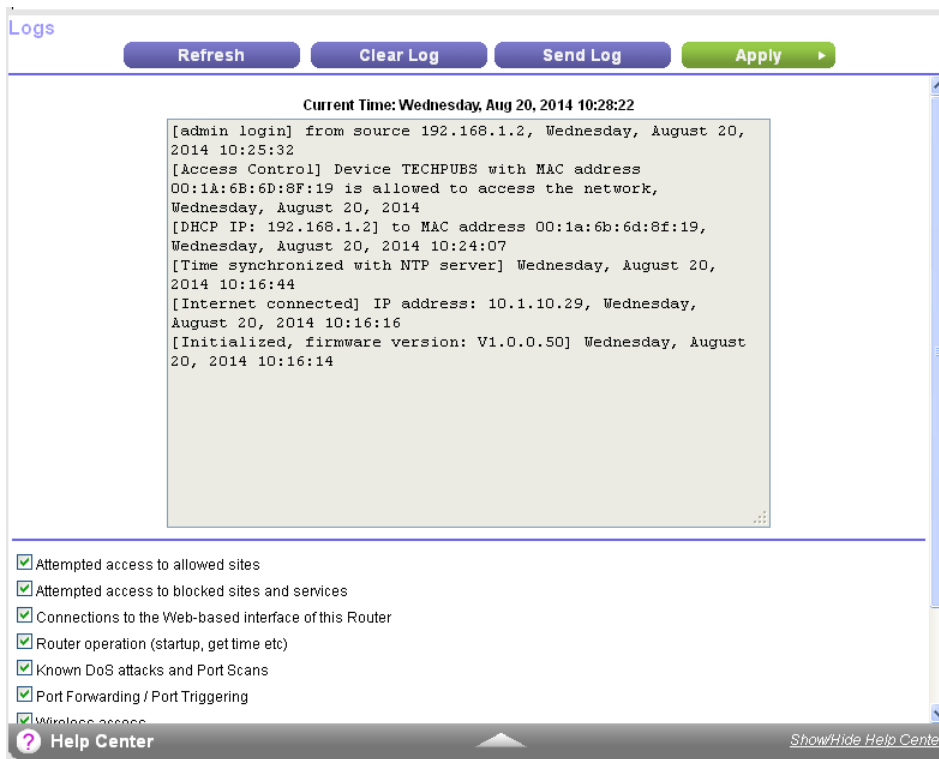 Logs
Refresh
Clear Log
Send Log
Apply
Current Time: Wednesday, Aug 20, 2014 10:28:22
[admin login] from source 192.168.1.2, Wednesday, August 20,
2014 10:25:32
[Access Control] Device TECHPUBS with MAC address
00:1A:6B:6D:8F:19 is allowed to access the network,
Wednesday, August 20, 2014
[DHCP IP: 192.168.1.2] to MAC address 00:1a:6b:6d:8f:19,
Wednesday, August 20, 2014 10:24:07
[Time synchronized with NTP server] Wednesday, August 20,
2014 10:16:44
[Internet connected] IP address: 10.1.10.29, Wednesday,
August 20, 2014 10:16:16
[Initialized, firmware version: V1.0.0.50] Wednesday, August
20, 2014 10:16:14
Attempted access to allowed sites
Attempted access to blocked sites and services
Connections to the Web-based interface of this Router
Router operation (startup, get time etc)
Known DoS attacks and Port Scans
Port Forwarding / Port Triggering
Wireless access
? Help Center
Show/Hide Help Cente